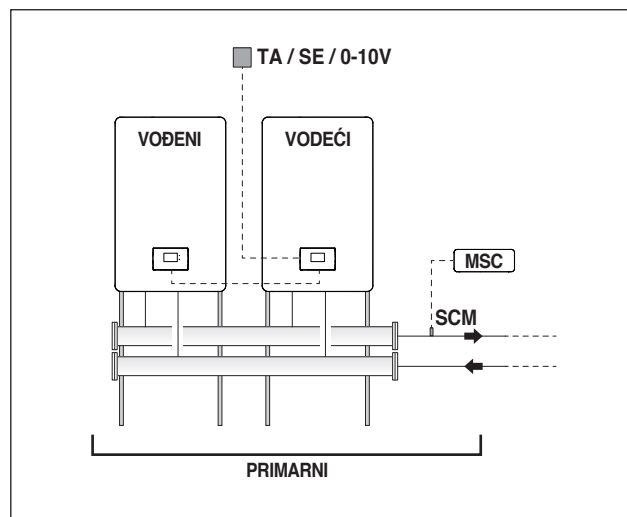 TA / SE / 0-10V
VOĐENI
VODEĆI
MSC
SCM
PRIMARNI